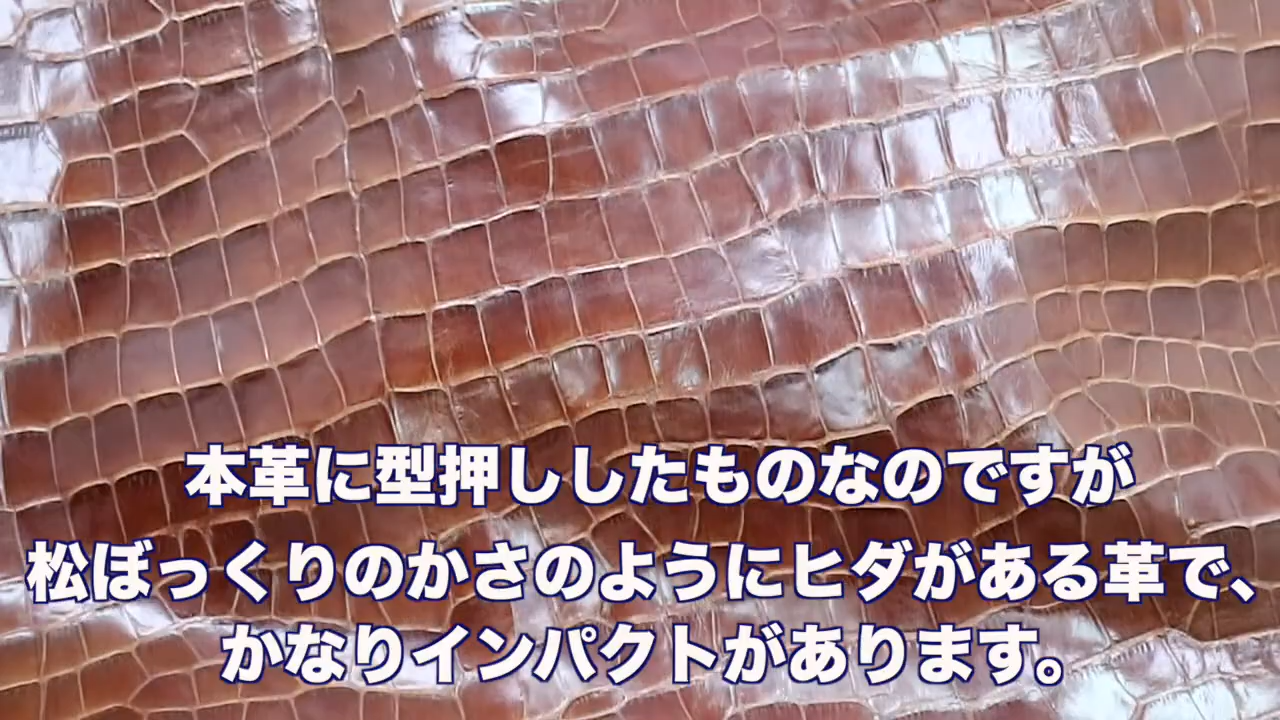 本革に型押ししたものなのですが
松ぼっくりのかさのようにヒダがある革で、
かなりインパクトがあります。